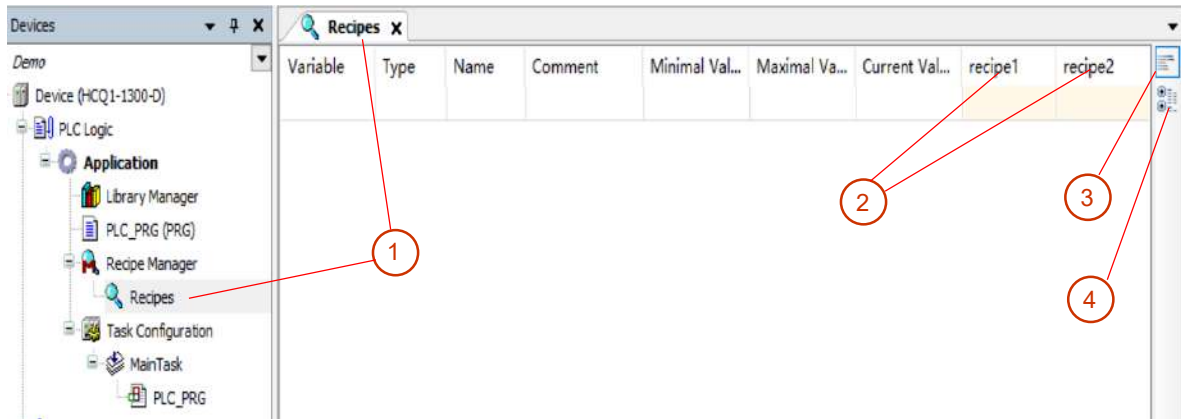 Devices
Demo
Device (HCQ1-1300-D)
PLC Logic
Application
Library Manager
PLC_PRG (PRG)
Recipe Manager
Recipes
Task Configuration
MainTask
PLC_PRG
Recipes
Variable Type Name Comment Minimal Val... Maximal Va... Current Val... recipe1 recipe2
1
2
3
4